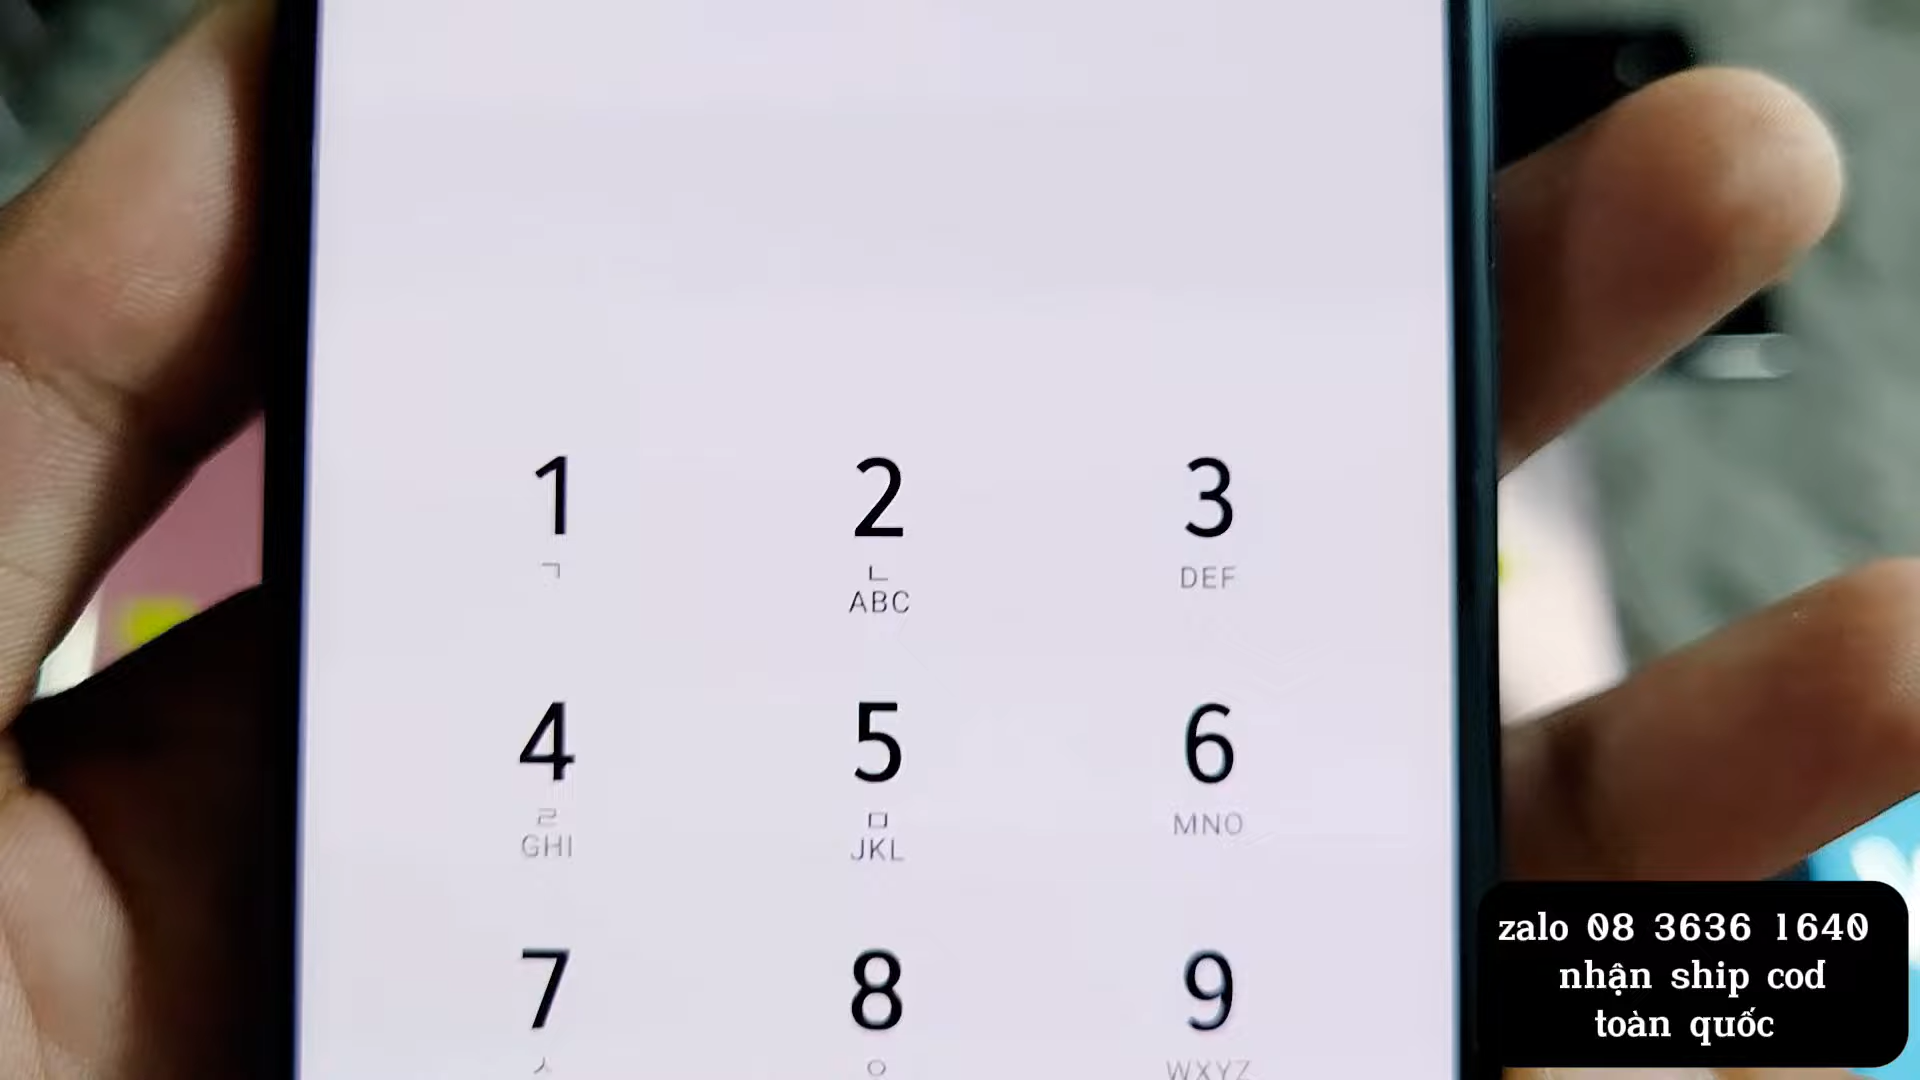 1 2 3
ㄱ ㄴ DEF
ABC
4 5 6
ㄹ ㅁ MNO
GHI JKL
7 8 9
ㅅ ㅇ WXYZ
zalo 08 3636 1640
nhận ship cod
toàn quốc